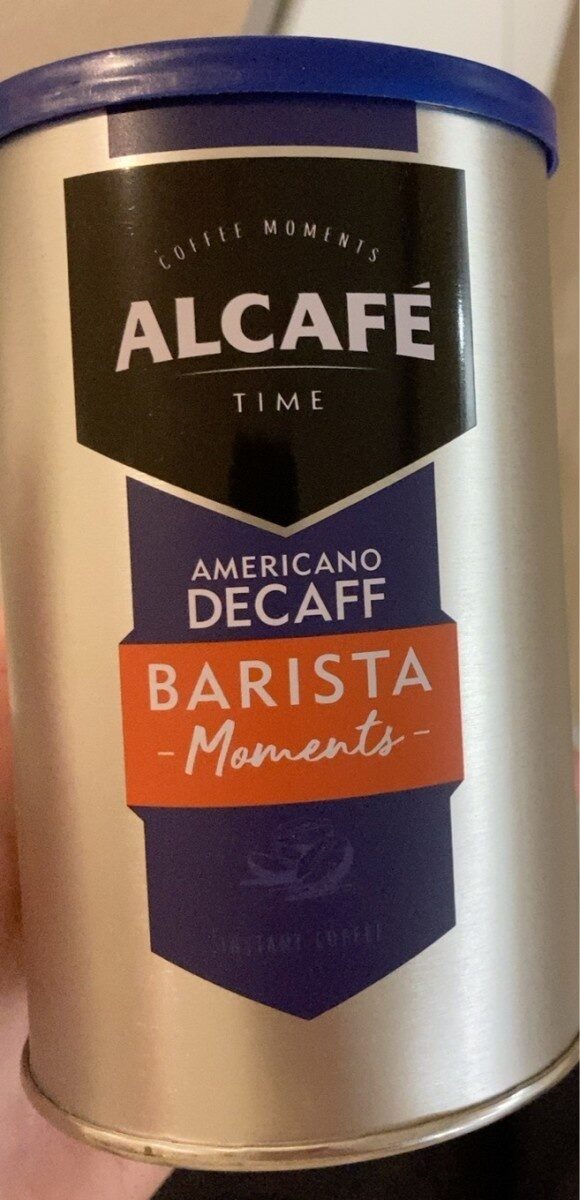 COFFEE MOMENTS
ALCAFÉ
TIME
AMERICANO
DECAFF
BARISTA
- Moments -
INSTANT COFFEE